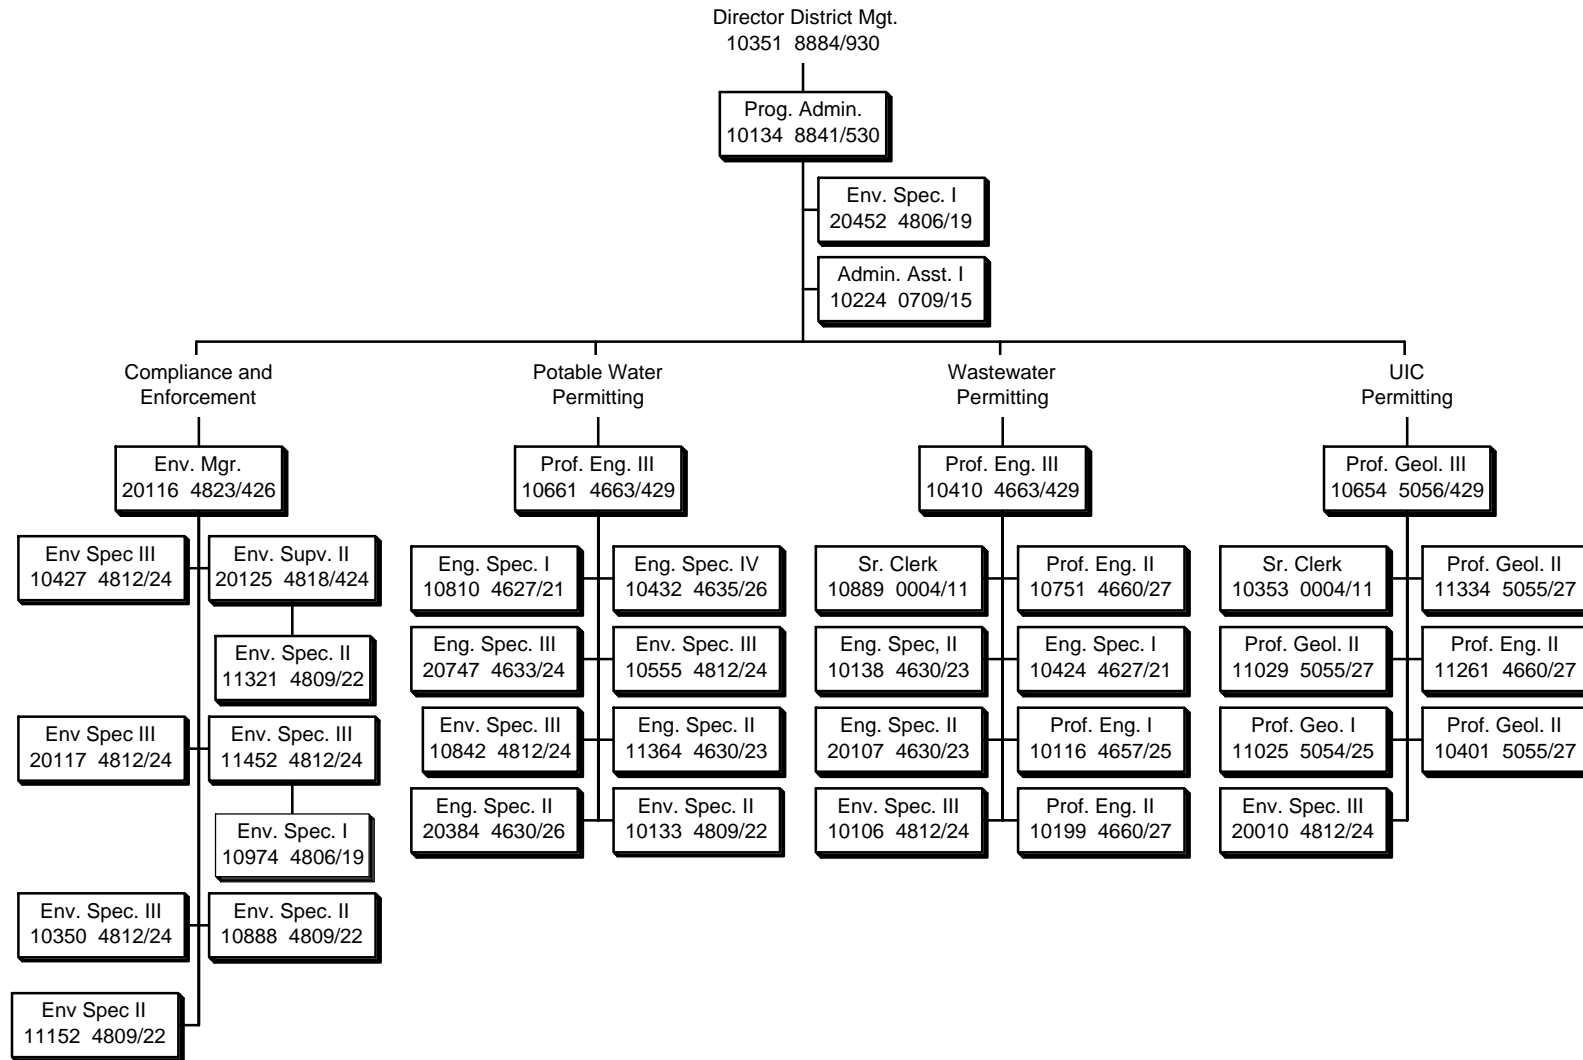 Director District Mgt.
10351 8884/930
Prog. Admin.
10134 8841/530
Env. Spec. I
20452 4806/19
Admin. Asst. I
10224 0709/15
Compliance and
Enforcement
Env. Mgr.
20116 4823/426
Env Spec III
10427 4812/24
Env. Supv. II
20125 4818/424
Env. Spec. II
11321 4809/22
Env Spec III
20117 4812/24
Env. Spec. III
11452 4812/24
Env. Spec. I
10974 4806/19
Env. Spec. III
10350 4812/24
Env. Spec. II
10888 4809/22
Env Spec II
11152 4809/22
Potable Water
Permitting
Prof. Eng. III
10661 4663/429
Eng. Spec. I
10810 4627/21
Eng. Spec. IV
10432 4635/26
Eng. Spec. III
20747 4633/24
Env. Spec. III
10555 4812/24
Env. Spec. III
10842 4812/24
Eng. Spec. II
11364 4630/23
Eng. Spec. II
20384 4630/26
Env. Spec. II
10133 4809/22
Wastewater
Permitting
Prof. Eng. III
10410 4663/429
Sr. Clerk
10889 0004/11
Prof. Eng. II
10751 4660/27
Eng. Spec, II
10138 4630/23
Eng. Spec. I
10424 4627/21
Eng. Spec. II
20107 4630/23
Prof. Eng. I
10116 4657/25
Env. Spec. III
10106 4812/24
Prof. Eng. II
10199 4660/27
UIC
Permitting
Prof. Geol. III
10654 5056/429
Sr. Clerk
10353 0004/11
Prof. Geol. II
11334 5055/27
Prof. Geol. II
11029 5055/27
Prof. Eng. II
11261 4660/27
Prof. Geo. I
11025 5054/25
Prof. Geol. II
10401 5055/27
Env. Spec. III
20010 4812/24